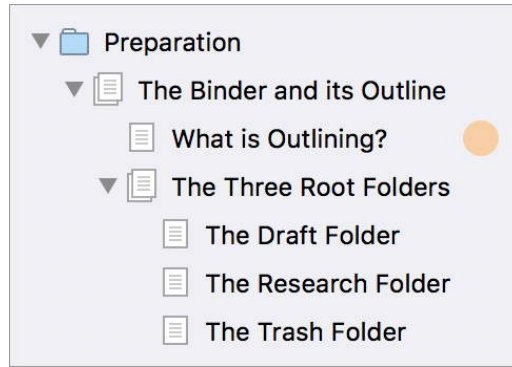 Preparation
The Binder and its Outline
What is Outlining?
The Three Root Folders
The Draft Folder
The Research Folder
The Trash Folder